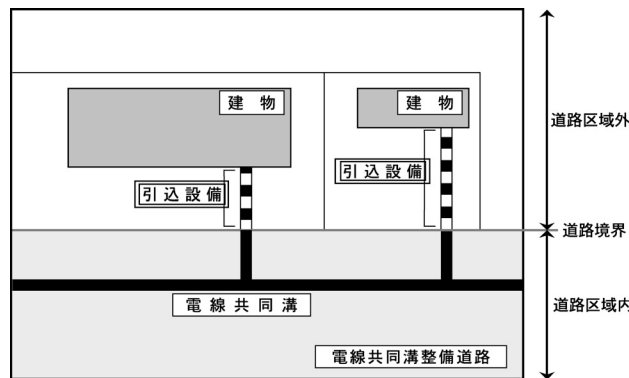 建物
建物
道路区域外
引込設備
引込設備
道路境界
電線共同溝
道路区域内
電線共同溝整備道路